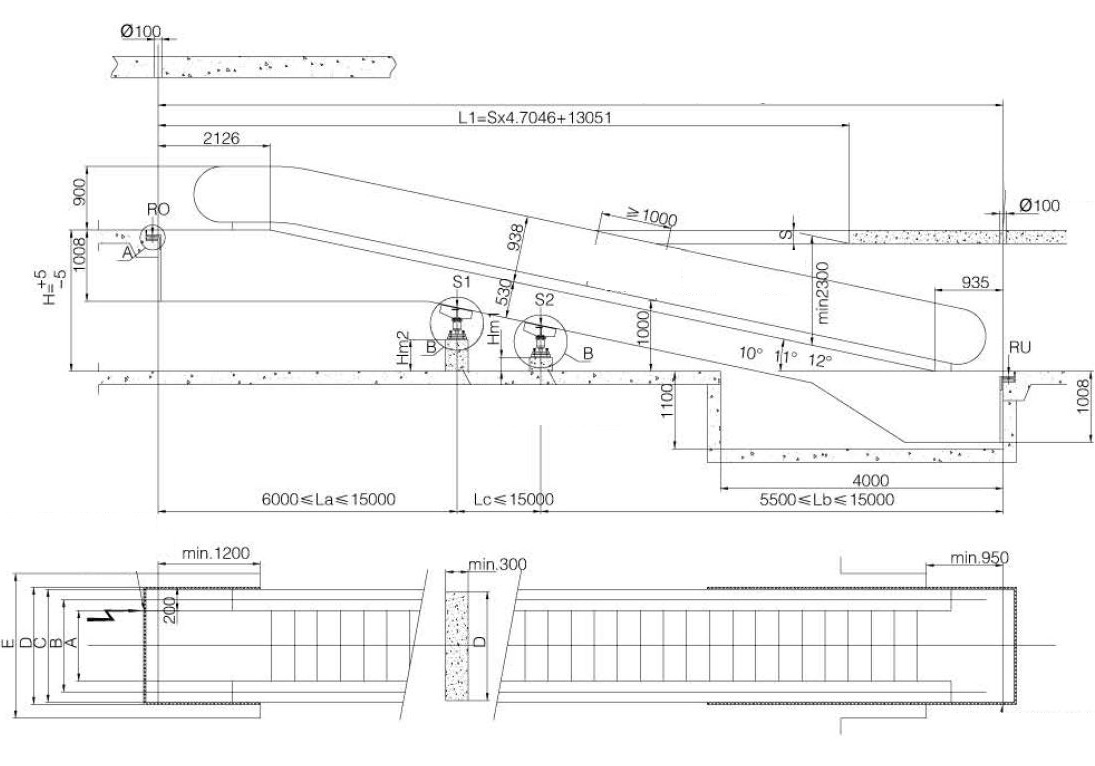 Ø100
L1=Sx4.7046+13051
2126
900
RO
A
1008
H=+5 -5
938
530
≥1000
S
Ø100
min2300
935
S1
S2
Hm2
Hm1
B
B
1000
10° 11° 12°
RU
1100
1008
4000
6000≤La≤15000
Lc≤15000
5500≤Lb≤15000
min.1200
min.300
min.950
200
E
D
C
B
A
D